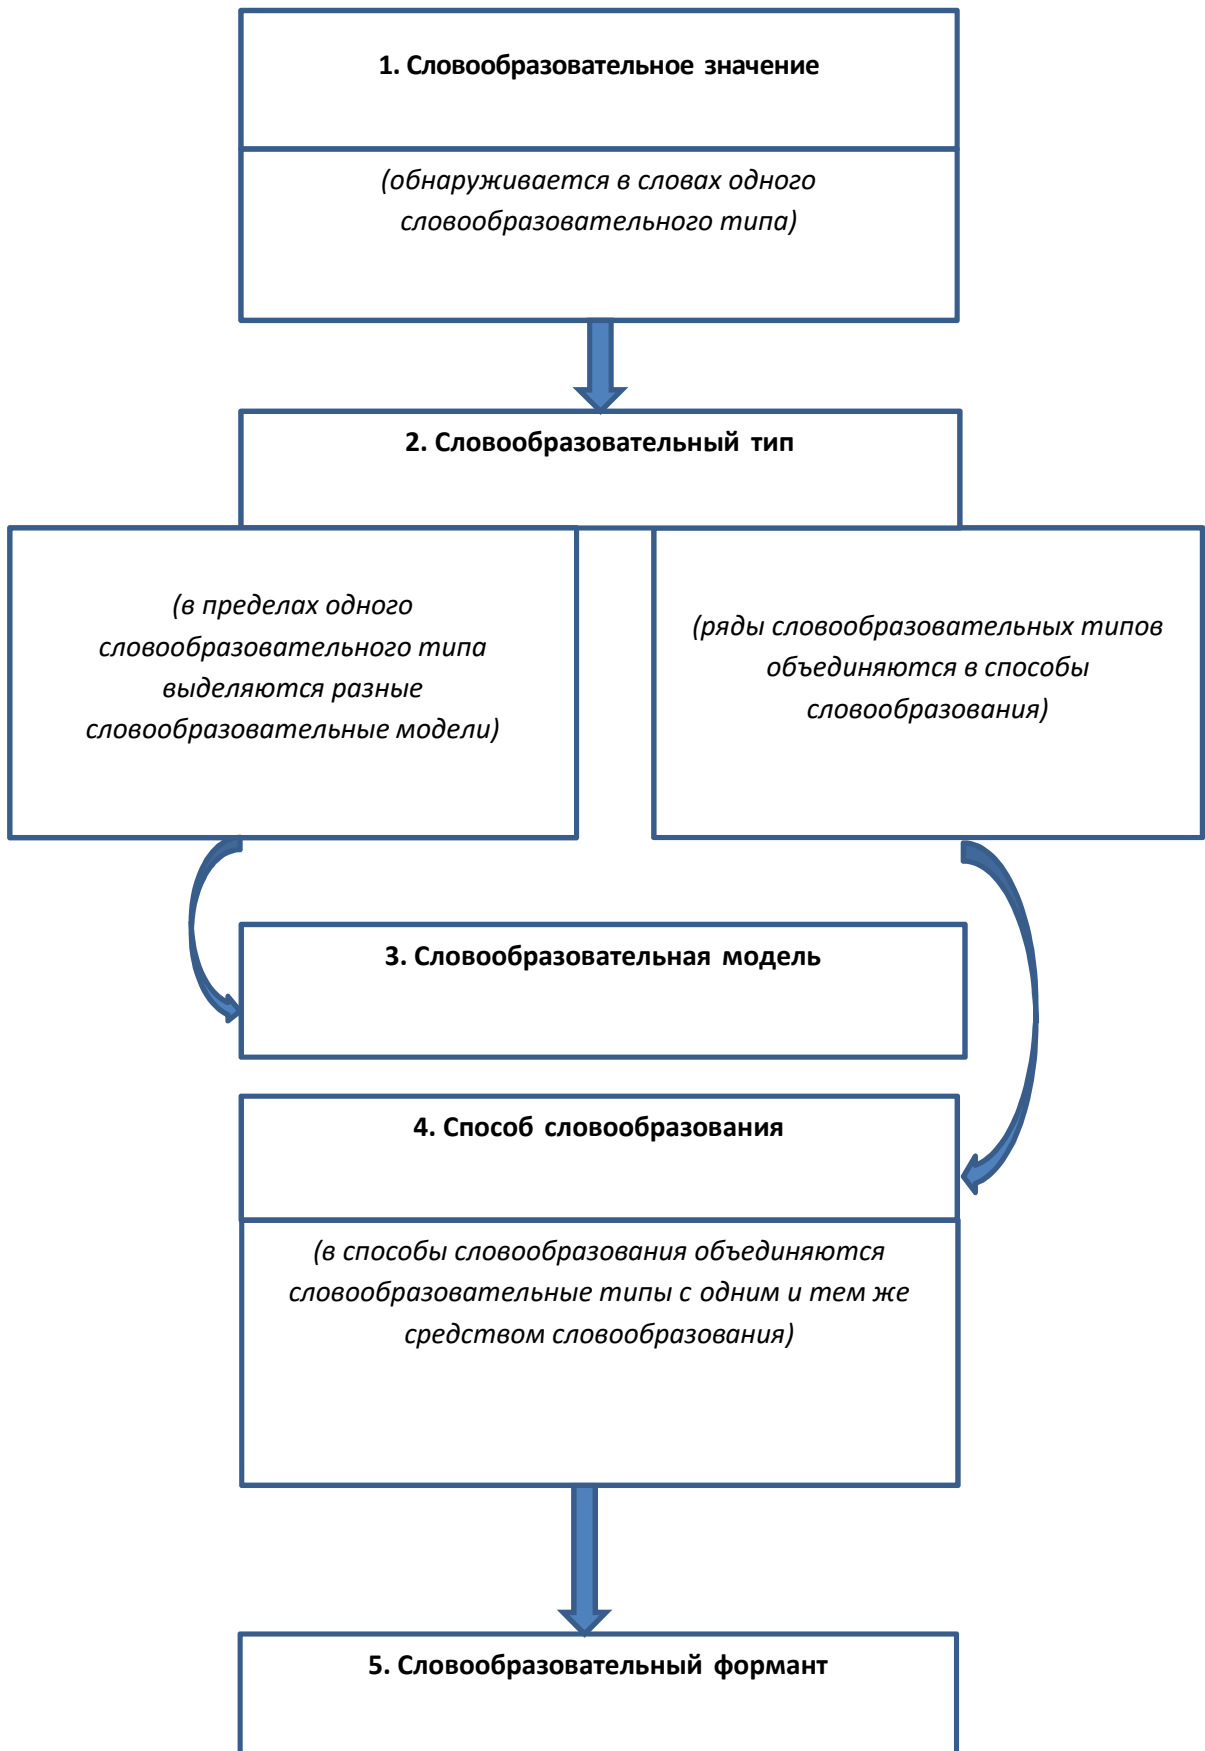 1. Словообразовательное значение
(обнаруживается в словах одного
словообразовательного типа)
2. Словообразовательный тип
(в пределах одного
словообразовательного типа
выделяются разные
словообразовательные модели)
(ряды словообразовательных типов
объединяются в способы
словообразования)
3. Словообразовательная модель
4. Способ словообразования
(в способы словообразования объединяются
словообразовательные типы с одним и тем же
средством словообразования)
5. Словообразовательный формант